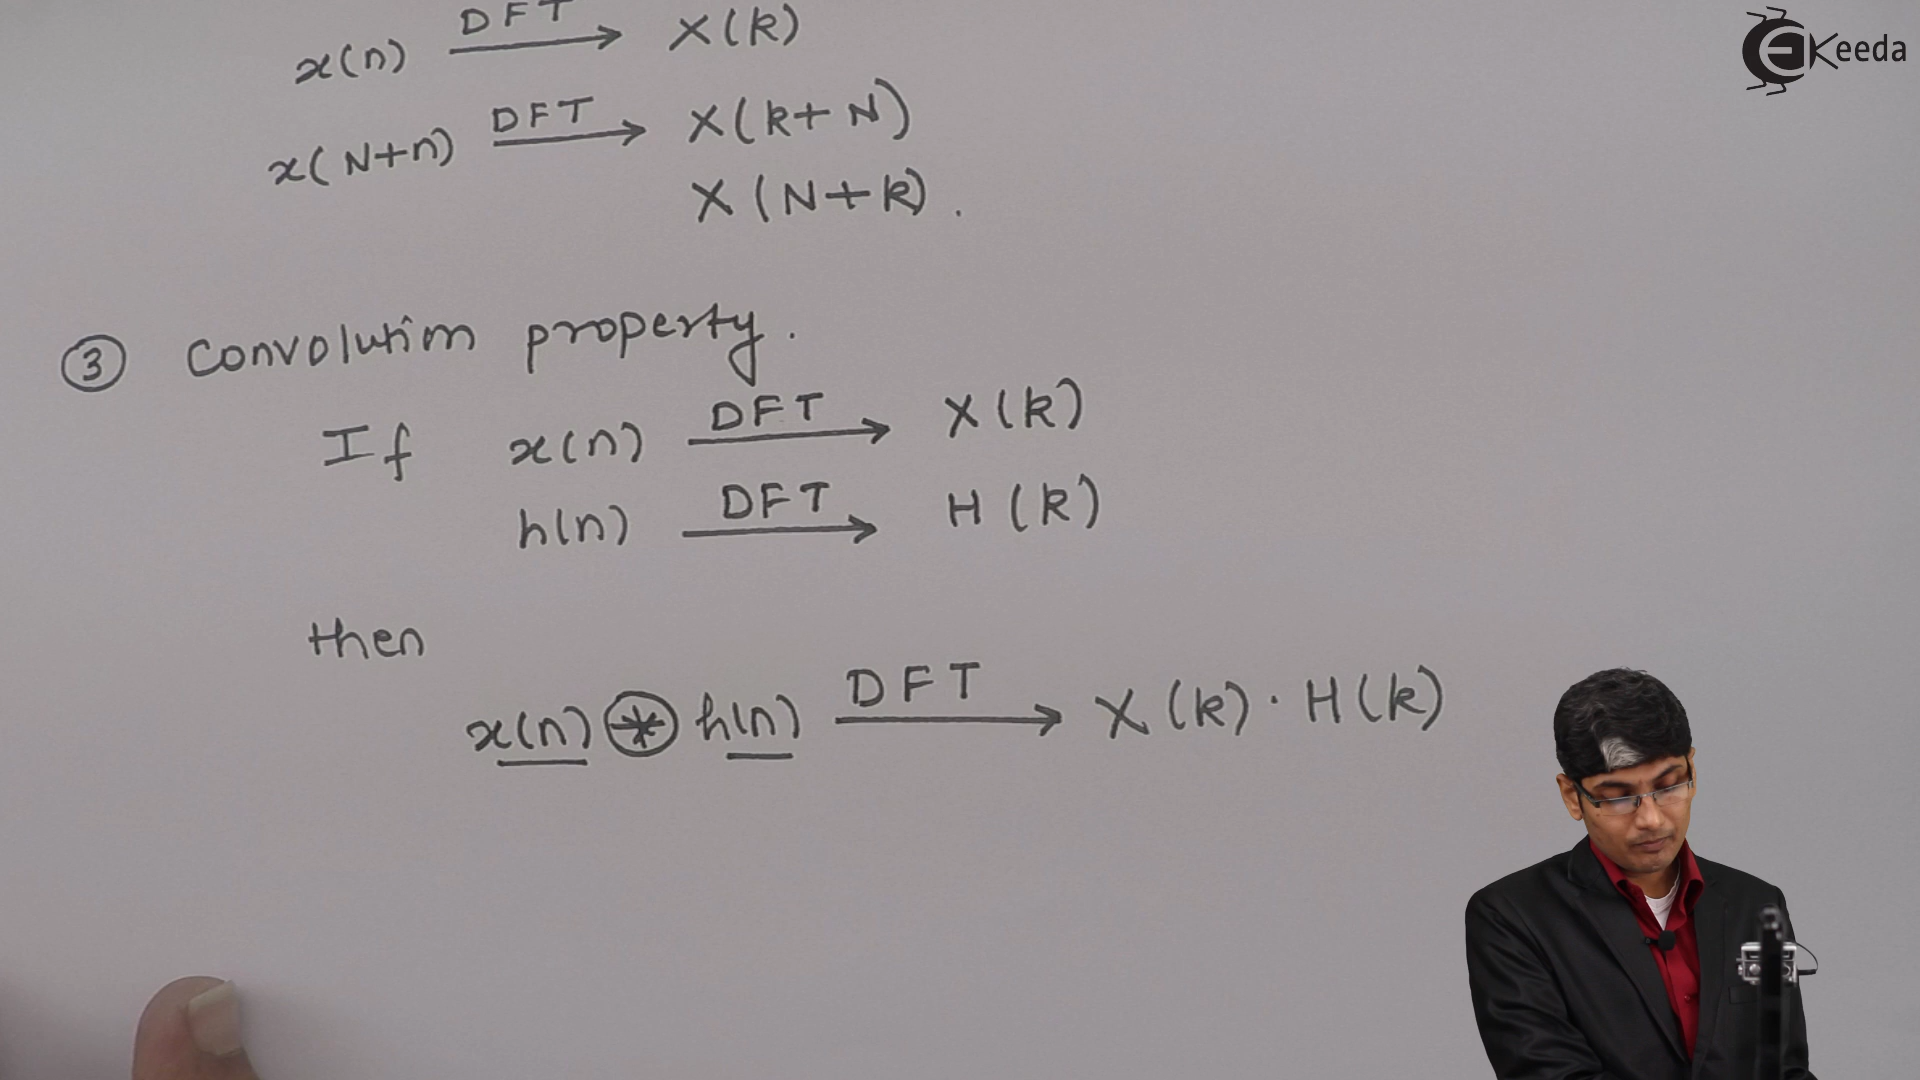 x(n) DFT → X(k)
Keeda
x(N+n) DFT → X(k+N)
X(N+k).
③ Convolution property.
If x(n) DFT → X(k)
h(n) DFT → H(k)
then
x(n) ⊛ h(n) DFT → X(k) · H(k)